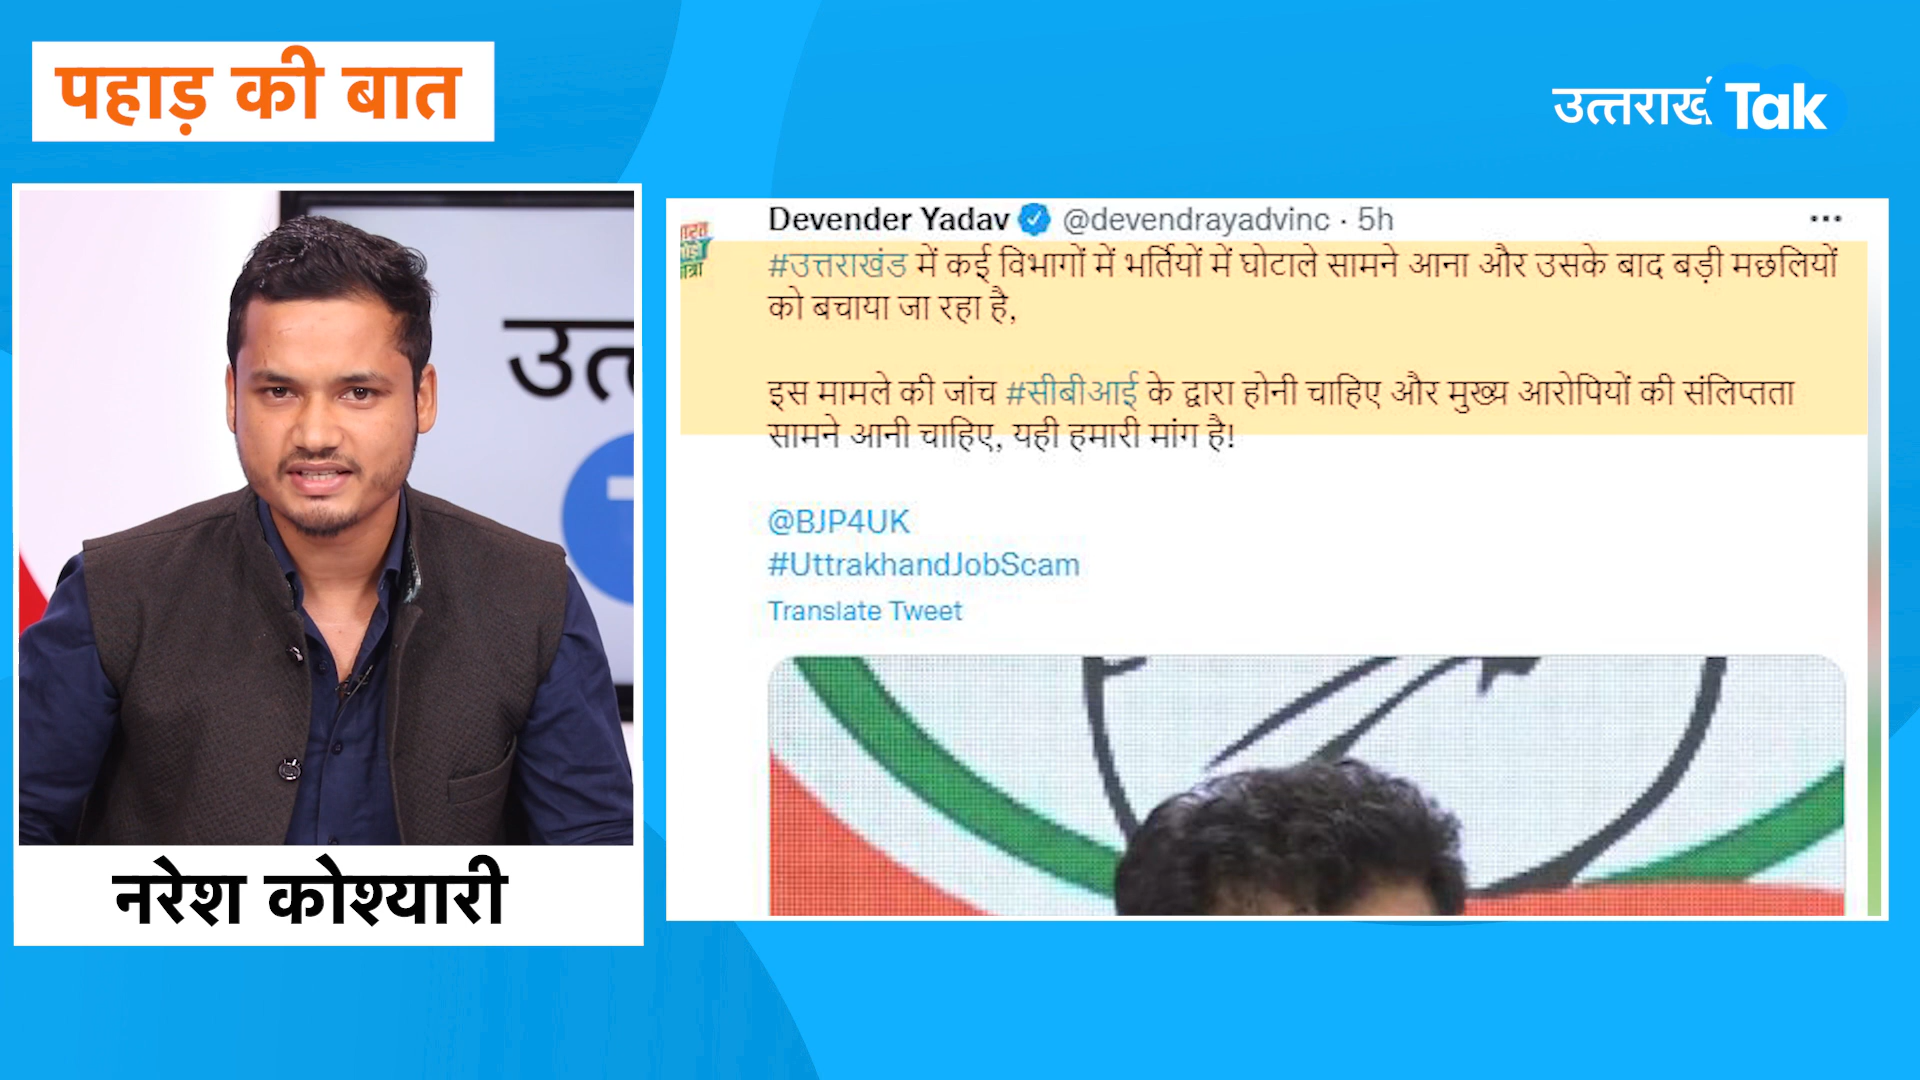 पहाड़ की बात
उत्तराखं Tak
उत्
नरेश कोश्यारी
Devender Yadav @devendrayadvinc · 5h
#उत्तराखंड में कई विभागों में भर्तियों में घोटाले सामने आना और उसके बाद बड़ी मछलियों
को बचाया जा रहा है,
इस मामले की जांच #सीबीआई के द्वारा होनी चाहिए और मुख्य आरोपियों की संलिप्तता
सामने आनी चाहिए, यही हमारी मांग है!
@BJP4UK
#UttrakhandJobScam
Translate Tweet